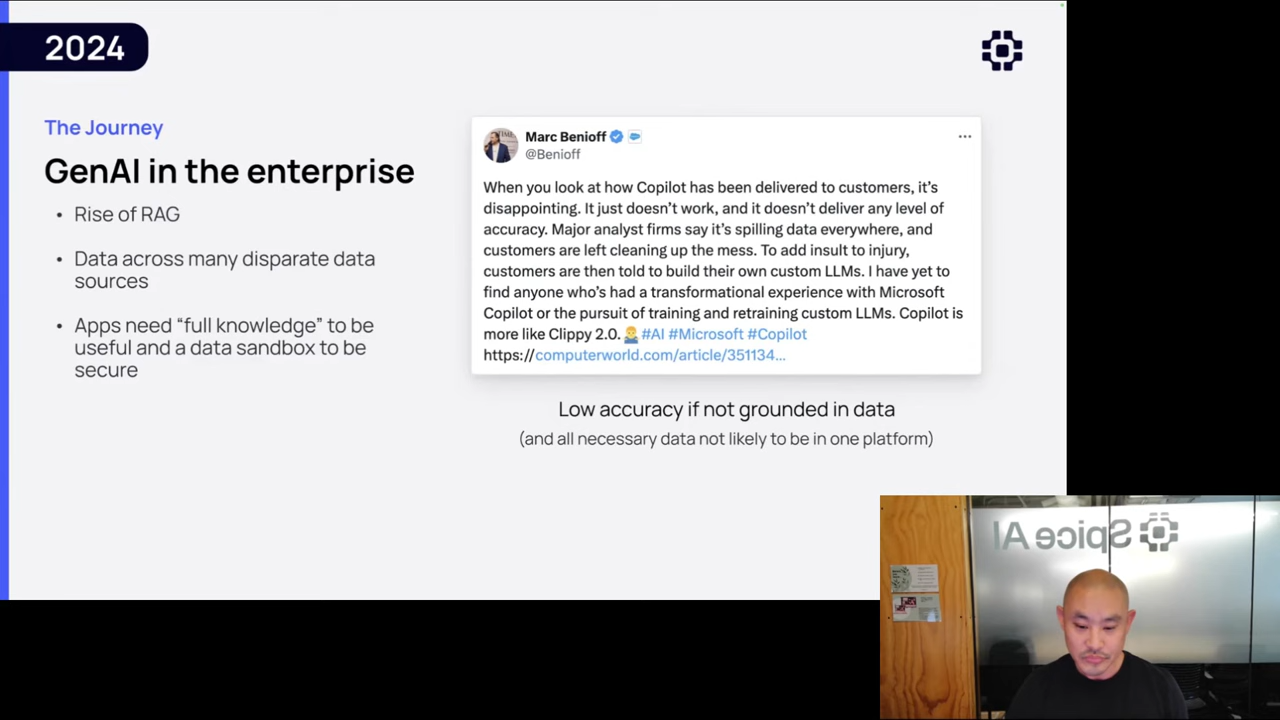 2024
The Journey
GenAI in the enterprise
• Rise of RAG
• Data across many disparate data
sources
• Apps need “full knowledge” to be
useful and a data sandbox to be
secure
Marc Benioff
@Benioff
When you look at how Copilot has been delivered to customers, it’s
disappointing. It just doesn’t work, and it doesn’t deliver any level of
accuracy. Major analyst firms say it’s spilling data everywhere, and
customers are left cleaning up the mess. To add insult to injury,
customers are then told to build their own custom LLMs. I have yet to
find anyone who’s had a transformational experience with Microsoft
Copilot or the pursuit of training and retraining custom LLMs. Copilot is
more like Clippy 2.0. 🤷‍♂️ #AI #Microsoft #Copilot
https://computerworld.com/article/351134...
Low accuracy if not grounded in data
(and all necessary data not likely to be in one platform)
Spice AI